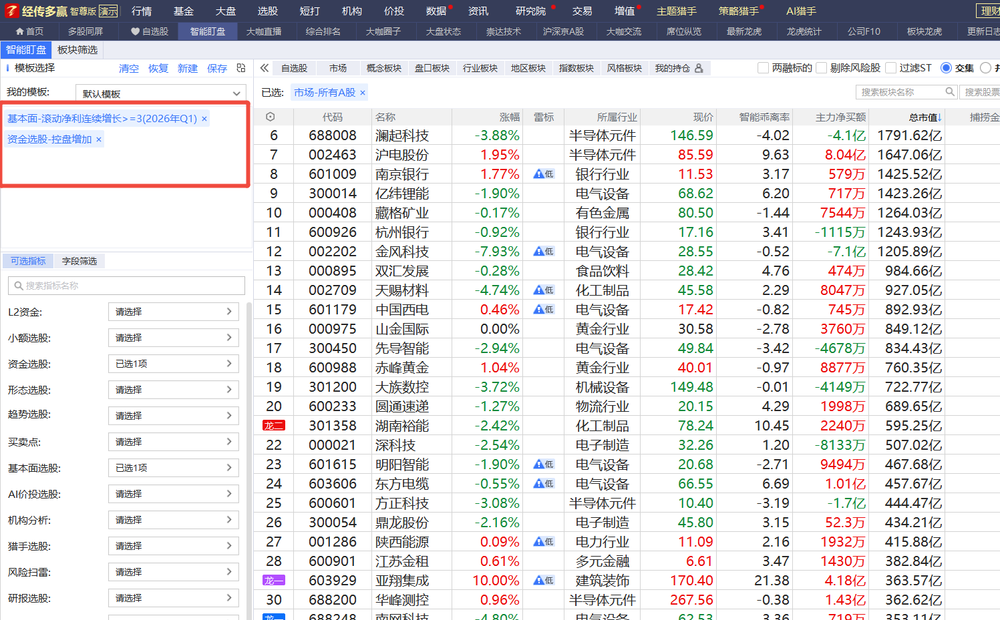 经传多赢 智尊版 演示 行情 基金 大盘 选股 短打 机构 价投 数据 资讯 研究院 交易 增值 主题猎手 策略猎手 AI猎手 理财
首页 多股同屏 自选股 智能盯盘 大咖直播 综合排名 大咖圈子 大盘状态 崇达技术 沪深京A股 大咖交流 席位纵览 最新龙虎 龙虎统计 公司F10 板块龙虎 更新日志
智能盯盘 板块筛选
模板选择 清空 恢复 新建 保存
我的模板: 默认模板
基本面-滚动净利连续增长>=3(2026年Q1) ×
资金选股-控盘增加 ×
可选指标 字段筛选
搜索指标名称
L2资金: 请选择
小额选股: 请选择
资金选股: 已选1项
形态选股: 请选择
趋势选股: 请选择
买卖点: 请选择
基本面选股: 已选1项
AI价投选股: 请选择
机构分析: 请选择
猎手选股: 请选择
风险扫雷: 请选择
研报选股: 请选择
自选股 市场 概念板块 盘口板块 行业板块 地区板块 指数板块 风格板块 我的持仓 两融标的 剔除风险股 过滤ST 交集
已选: 市场-所有A股 × 搜索板块名称 搜索股票
代码 名称 涨幅 雷标 所属行业 现价 智能乖离率 主力净买额 总市值↓ 捕捞金
6 688008 澜起科技 -3.88% 半导体元件 146.59 -4.02 -4.1亿 1791.62亿
7 002463 沪电股份 1.95% 半导体元件 85.59 9.63 8.04亿 1647.06亿
8 601009 南京银行 1.77% 低 银行行业 11.53 3.17 579万 1425.52亿
9 300014 亿纬锂能 -1.90% 电气设备 68.62 6.20 717万 1423.26亿
10 000408 藏格矿业 -0.17% 有色金属 80.50 -1.44 7544万 1264.03亿
11 600926 杭州银行 -0.92% 银行行业 17.16 3.41 -1115万 1243.93亿
12 002202 金风科技 -7.93% 低 电气设备 28.55 -0.52 -7.1亿 1205.89亿
13 000895 双汇发展 -0.28% 食品饮料 28.42 4.76 474万 984.66亿
14 002709 天赐材料 -4.74% 低 化工制品 45.58 2.29 8047万 927.05亿
15 601179 中国西电 0.46% 低 电气设备 17.42 -0.82 745万 892.93亿
16 000975 山金国际 0.00% 黄金行业 30.58 -2.78 3760万 849.12亿
17 300450 先导智能 -2.94% 电气设备 49.84 -3.42 -4678万 834.43亿
18 600988 赤峰黄金 1.04% 黄金行业 40.01 -0.97 8877万 760.35亿
19 301200 大族数控 -3.72% 机械设备 149.48 -0.01 -4149万 722.77亿
20 600233 圆通速递 -1.27% 物流行业 20.15 4.29 1998万 689.65亿
龙二 301358 湖南裕能 -2.42% 化工制品 78.24 10.45 2240万 595.25亿
22 000021 深科技 -2.54% 电子制造 32.26 1.20 -8133万 507.02亿
23 601615 明阳智能 -1.90% 低 电气设备 20.68 -2.71 9494万 467.68亿
24 603606 东方电缆 -0.55% 低 电气设备 66.55 6.69 1.01亿 457.67亿
25 600601 方正科技 -3.08% 半导体元件 10.40 -3.19 -1.7亿 444.47亿
26 300054 鼎龙股份 -2.16% 电子制造 45.80 3.15 52.3万 434.21亿
27 001286 陕西能源 0.09% 低 电力行业 11.09 2.16 1932万 415.88亿
28 600901 江苏金租 0.61% 多元金融 6.61 3.47 1430万 382.84亿
龙一 603929 亚翔集成 10.00% 低 建筑装饰 170.40 21.38 4.18亿 363.57亿
30 688200 华峰测控 0.96% 半导体元件 267.56 -0.38 1.43亿 362.62亿
688248 南网科技 -4.80% 电气设备 62.53 3.36 719万 353.11亿